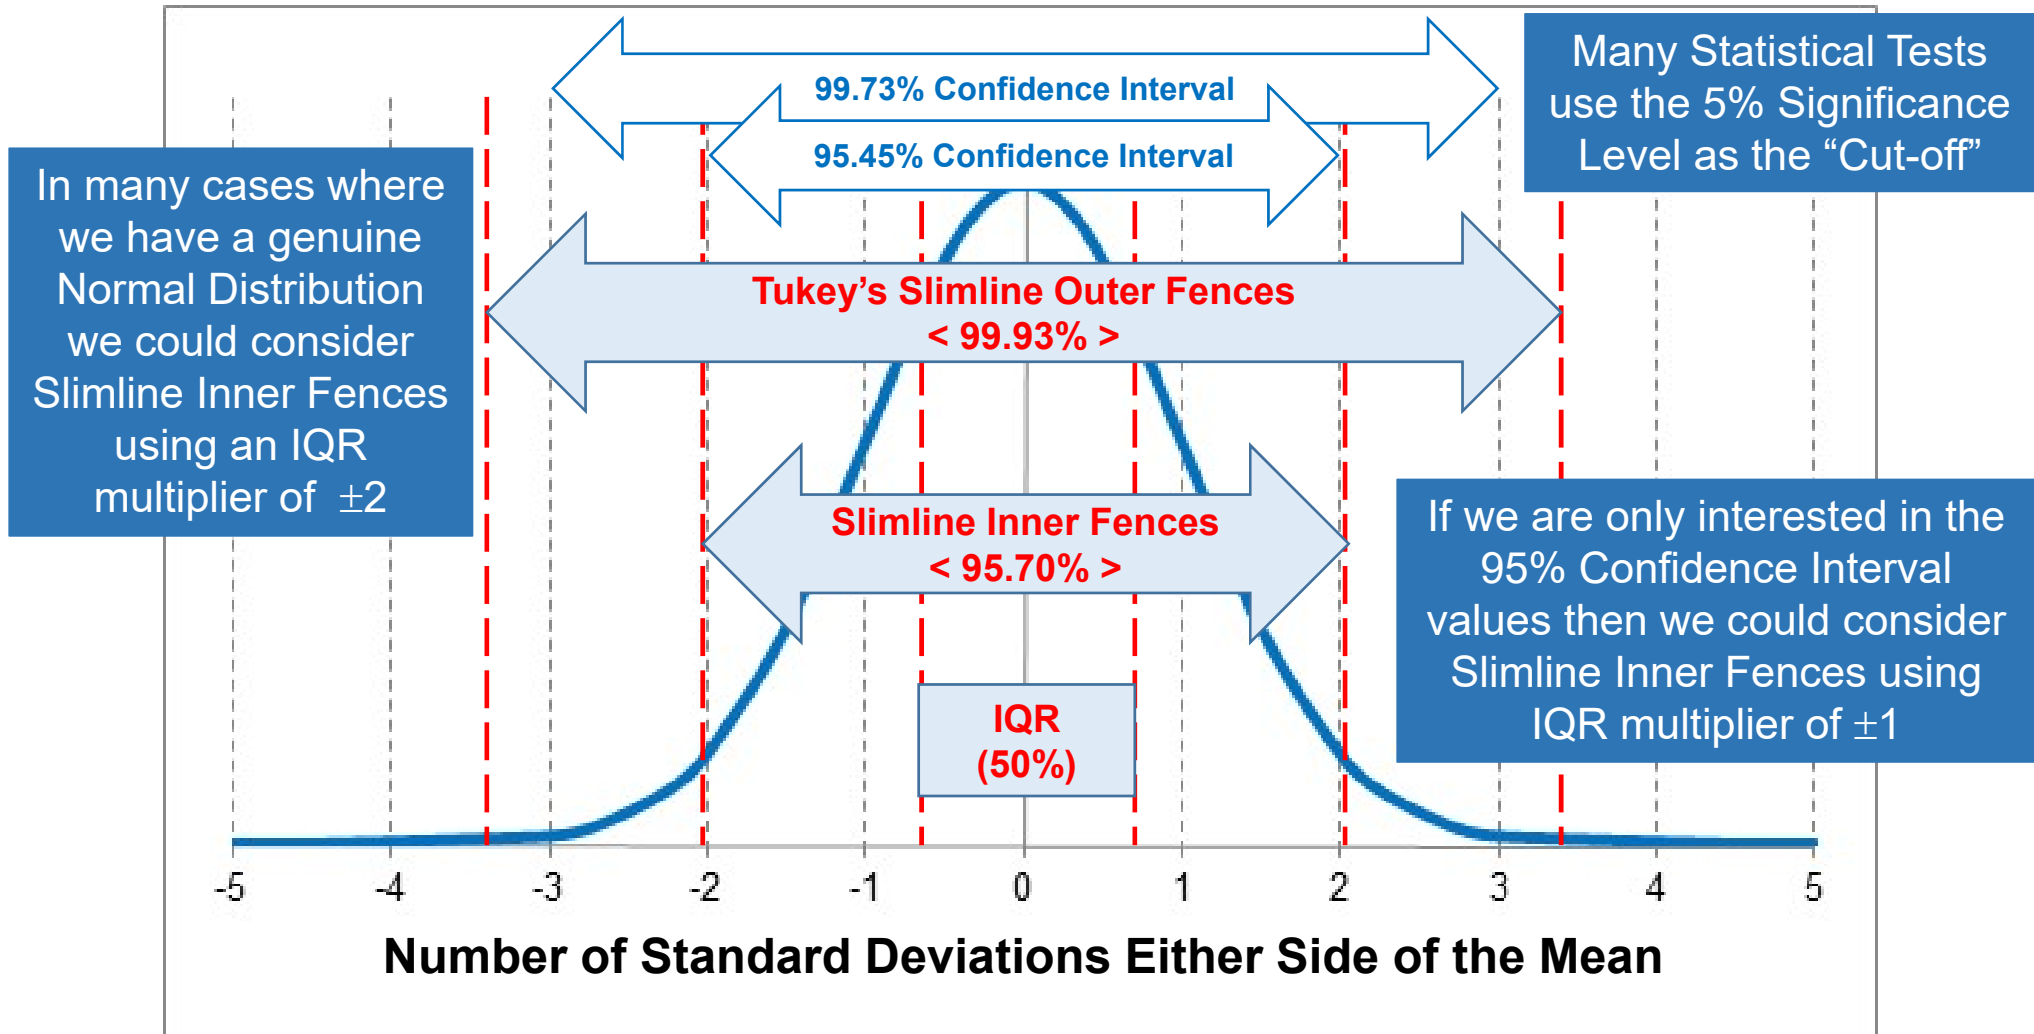 99.73% Confidence Interval
95.45% Confidence Interval
Many Statistical Tests
use the 5% Significance
Level as the “Cut-off”
In many cases where
we have a genuine
Normal Distribution
we could consider
Slimline Inner Fences
using an IQR
multiplier of ±2
Tukey’s Slimline Outer Fences
< 99.93% >
Slimline Inner Fences
< 95.70% >
If we are only interested in the
95% Confidence Interval
values then we could consider
Slimline Inner Fences using
IQR multiplier of ±1
IQR
(50%)
-5 -4 -3 -2 -1 0 1 2 3 4 5
Number of Standard Deviations Either Side of the Mean